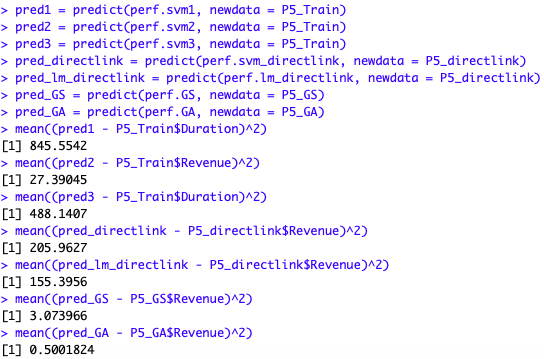 > pred1 = predict(perf.svm1, newdata = P5_Train)
> pred2 = predict(perf.svm2, newdata = P5_Train)
> pred3 = predict(perf.svm3, newdata = P5_Train)
> pred_directlink = predict(perf.svm_directlink, newdata = P5_directlink)
> pred_lm_directlink = predict(perf.lm_directlink, newdata = P5_directlink)
> pred_GS = predict(perf.GS, newdata = P5_GS)
> pred_GA = predict(perf.GA, newdata = P5_GA)
> mean((pred1 - P5_Train$Duration)^2)
[1] 845.5542
> mean((pred2 - P5_Train$Revenue)^2)
[1] 27.39045
> mean((pred3 - P5_Train$Duration)^2)
[1] 488.1407
> mean((pred_directlink - P5_directlink$Revenue)^2)
[1] 205.9627
> mean((pred_lm_directlink - P5_directlink$Revenue)^2)
[1] 155.3956
> mean((pred_GS - P5_GS$Revenue)^2)
[1] 3.073966
> mean((pred_GA - P5_GA$Revenue)^2)
[1] 0.5001824